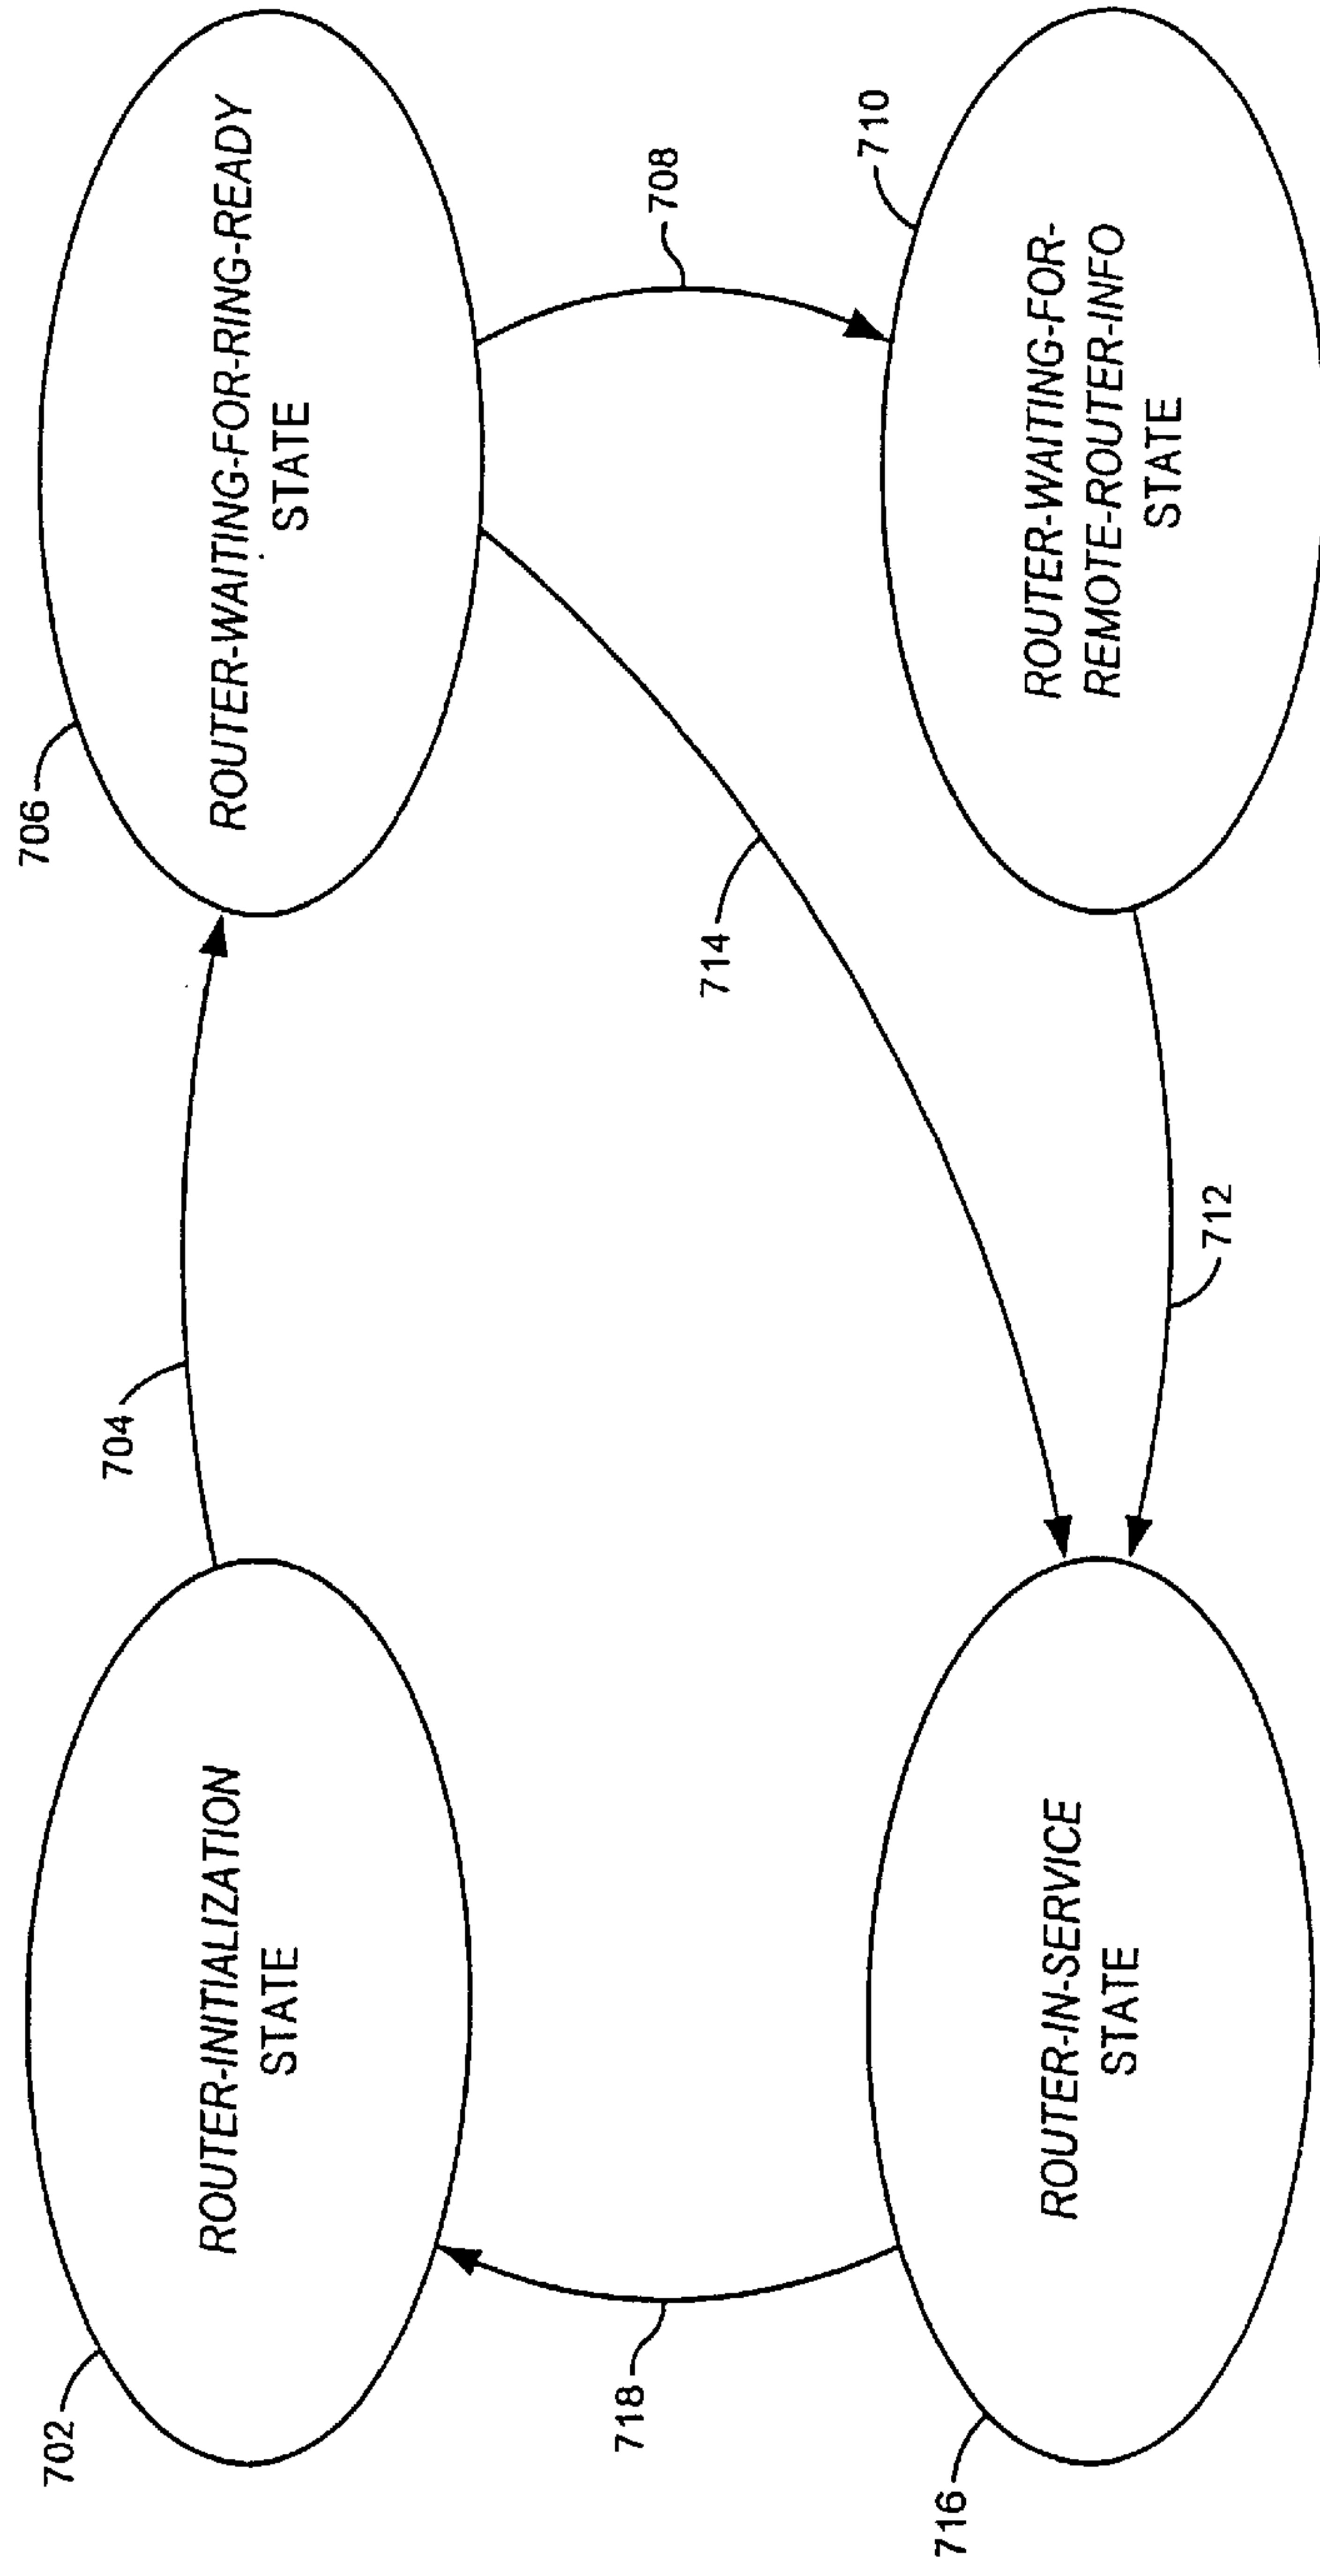 702
ROUTER-INITIALIZATION
STATE
704
706
ROUTER-WAITING-FOR-RING-READY
STATE
718
714
708
716
ROUTER-IN-SERVICE
STATE
712
710
ROUTER-WAITING-FOR-
REMOTE-ROUTER-INFO
STATE